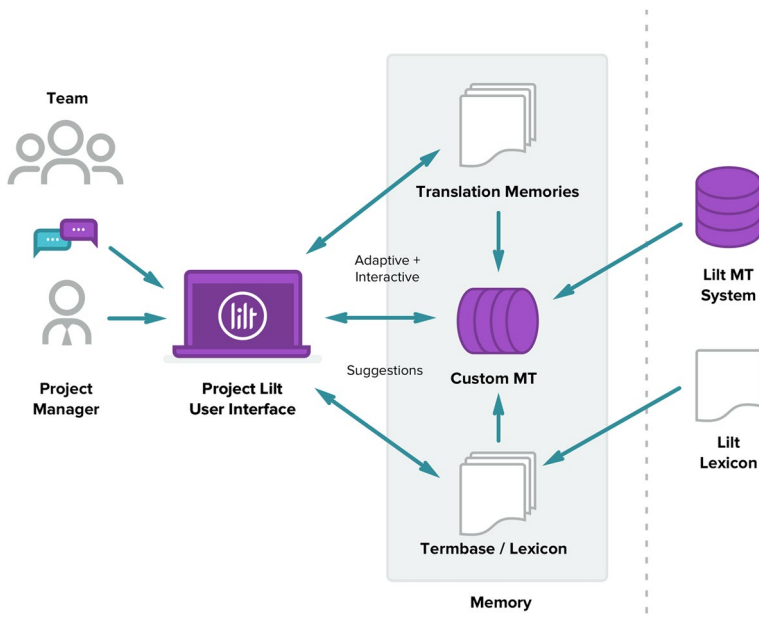 Team
Project
Manager
lilt
Project Lilt
User Interface
Adaptive +
Interactive
Suggestions
Translation Memories
Custom MT
Termbase / Lexicon
Memory
Lilt MT
System
Lilt
Lexicon